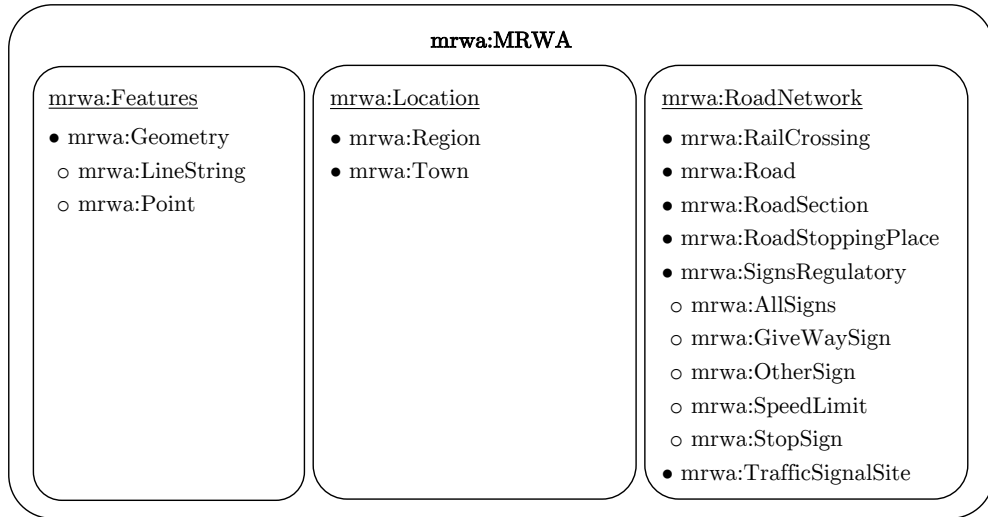 mrwa:MRWA
mrwa:Features
• mrwa:Geometry
○ mrwa:LineString
○ mrwa:Point
mrwa:Location
• mrwa:Region
• mrwa:Town
mrwa:RoadNetwork
• mrwa:RailCrossing
• mrwa:Road
• mrwa:RoadSection
• mrwa:RoadStoppingPlace
• mrwa:SignsRegulatory
○ mrwa:AllSigns
○ mrwa:GiveWaySign
○ mrwa:OtherSign
○ mrwa:SpeedLimit
○ mrwa:StopSign
• mrwa:TrafficSignalSite